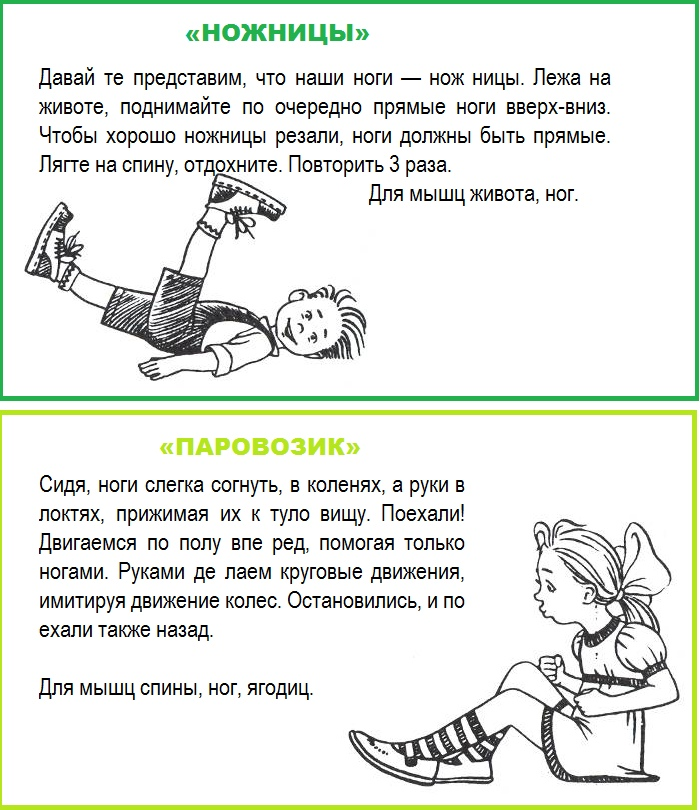 «НОЖНИЦЫ»
Давай те представим, что наши ноги — нож ницы. Лежа на
животе, поднимайте по очередно прямые ноги вверх-вниз.
Чтобы хорошо ножницы резали, ноги должны быть прямые.
Лягте на спину, отдохните. Повторить 3 раза.
Для мышц живота, ног.
«ПАРОВОЗИК»
Сидя, ноги слегка согнуть, в коленях, а руки в
локтях, прижимая их к туло вищу. Поехали!
Двигаемся по полу впе ред, помогая только
ногами. Руками де лаем круговые движения,
имитируя движение колес. Остановились, и по
ехали также назад.
Для мышц спины, ног, ягодиц.